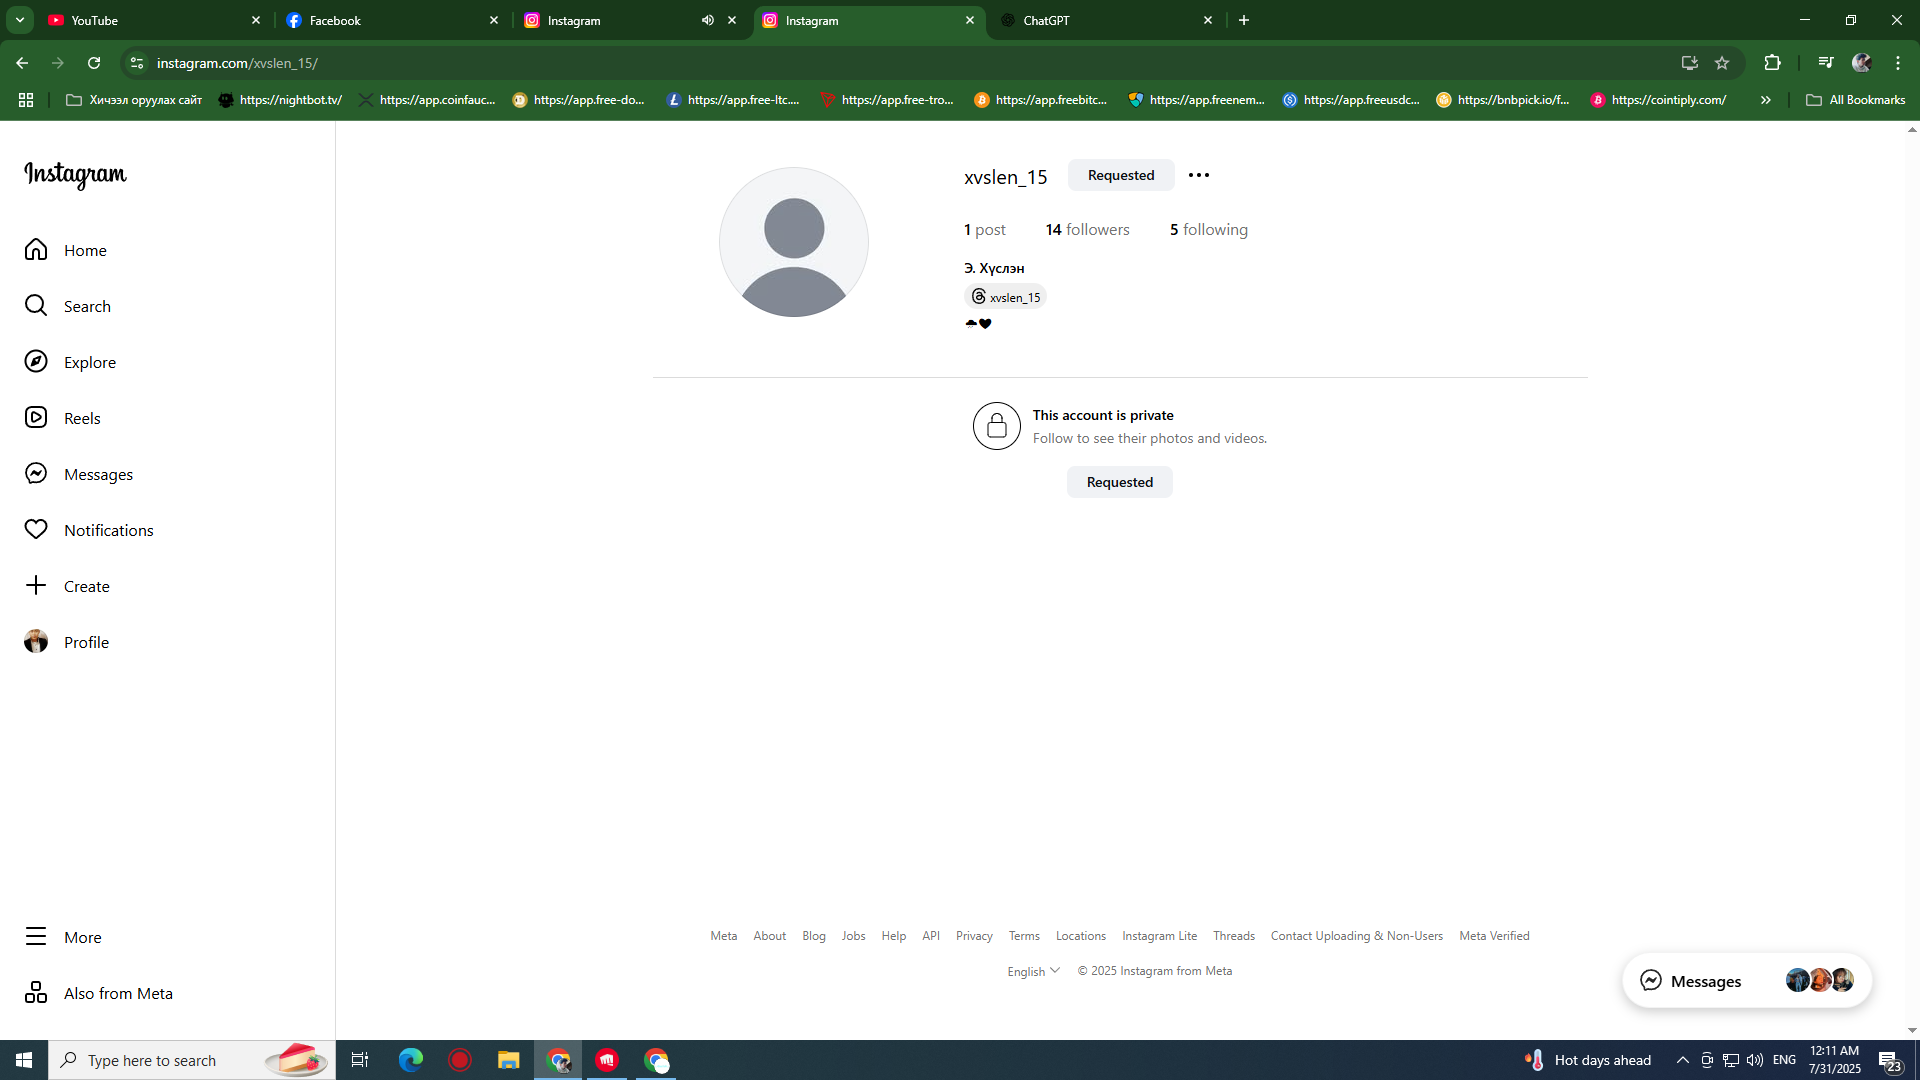 YouTube
Facebook
Instagram
Instagram
ChatGPT
instagram.com/xvslen_15/
Хичээл оруулах сайт
https://nightbot.tv/
https://app.coinfauc...
https://app.free-do...
https://app.free-ltc....
https://app.free-tro...
https://app.freebitc...
https://app.freenem...
https://app.freeusdc...
https://bnbpick.io/f...
https://cointiply.com/
»
All Bookmarks
Instagram
Home
Search
Explore
Reels
Messages
Notifications
Create
Profile
More
Also from Meta
xvslen_15 Requested
1 post 14 followers 5 following
Э. Хүслэн
xvslen_15
🌧️🖤
This account is private
Follow to see their photos and videos.
Requested
Meta About Blog Jobs Help API Privacy Terms Locations Instagram Lite Threads Contact Uploading & Non-Users Meta Verified
English © 2025 Instagram from Meta
Messages
Type here to search
Hot days ahead
ENG
12:11 AM
7/31/2025
23